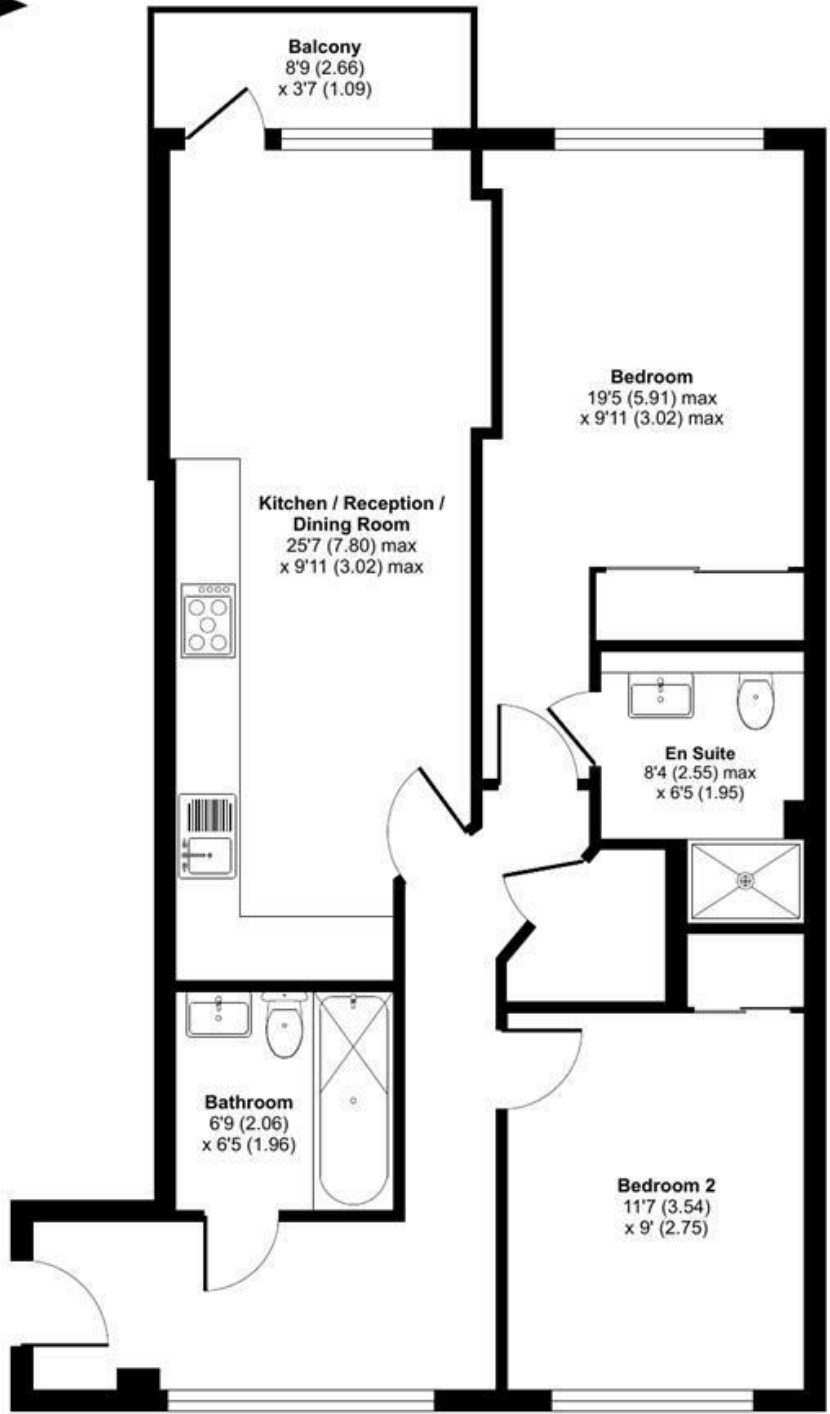 Balcony
8'9 (2.66)
x 3'7 (1.09)
Bedroom
19'5 (5.91) max
x 9'11 (3.02) max
Kitchen / Reception /
Dining Room
25'7 (7.80) max
x 9'11 (3.02) max
En Suite
8'4 (2.55) max
x 6'5 (1.95)
Bathroom
6'9 (2.06)
x 6'5 (1.96)
Bedroom 2
11'7 (3.54)
x 9' (2.75)